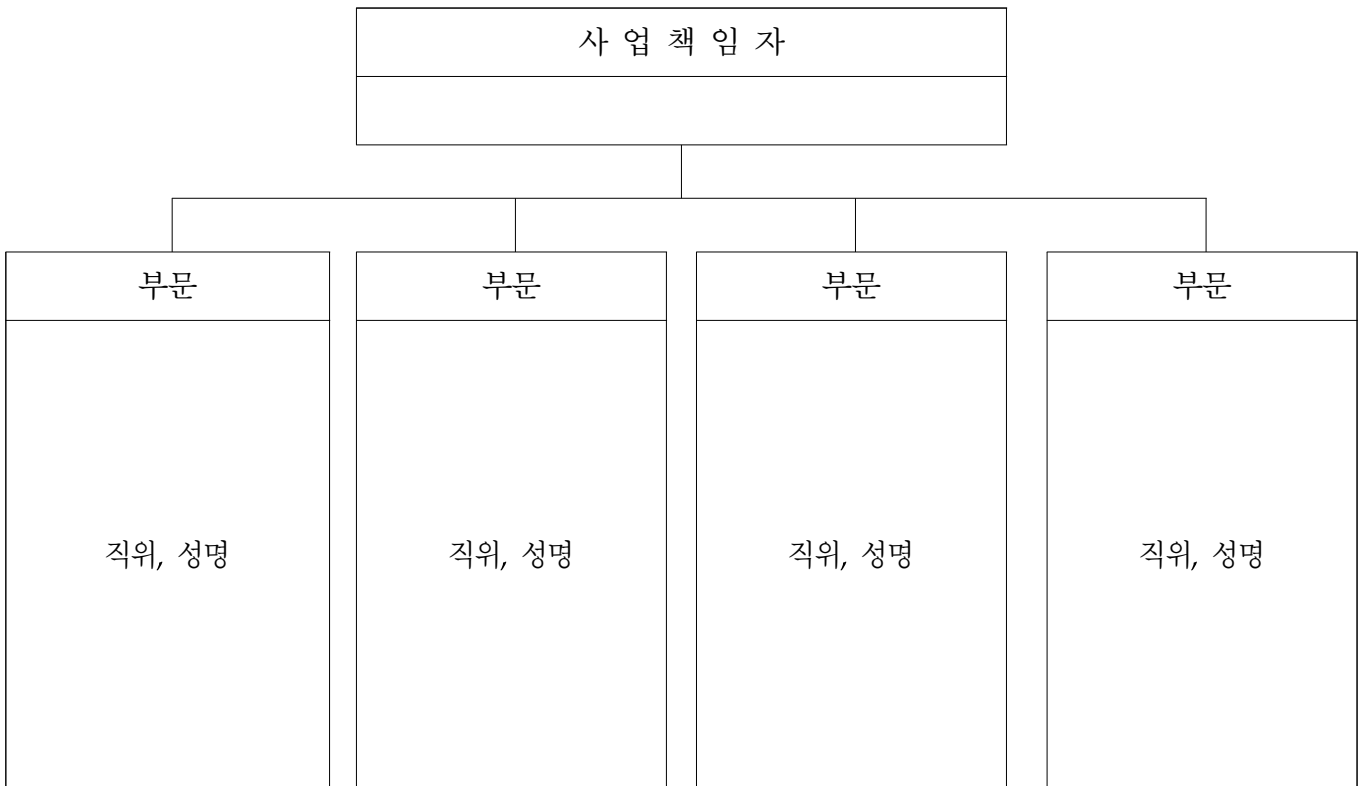 사 업 책 임 자
부문 부문 부문 부문
직위, 성명 직위, 성명 직위, 성명 직위, 성명